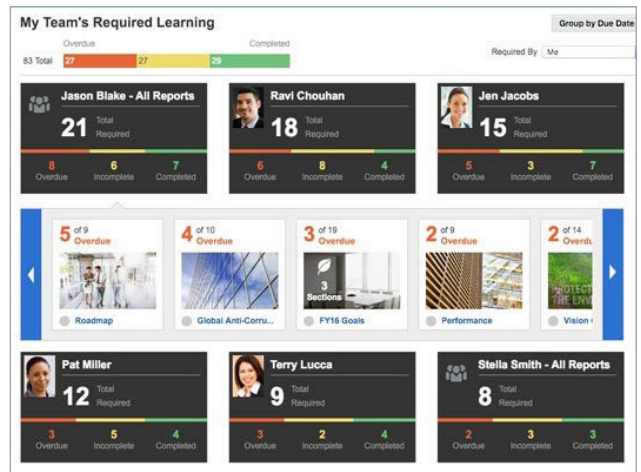 My Team's Required Learning
Group by Due Date
Overdue Completed
Required By Me
83 Total 27 27 29
Jason Blake - All Reports
21 Total Required
8 Overdue 6 Incomplete 7 Completed
Ravi Chouhan
18 Total Required
6 Overdue 8 Incomplete 4 Completed
Jen Jacobs
15 Total Required
5 Overdue 3 Incomplete 7 Completed
5 of 9 Overdue
Roadmap
4 of 10 Overdue
Global Anti-Corru...
3 of 19 Overdue
3 Sections
FY16 Goals
2 of 9 Overdue
Performance
2 of 14 Overdu
PROTECT
THE ENV
Vision
Pat Miller
12 Total Required
3 Overdue 5 Incomplete 4 Completed
Terry Lucca
9 Total Required
3 Overdue 2 Incomplete 4 Completed
Stella Smith - All Reports
8 Total Required
2 Overdue 3 Incomplete 3 Completed